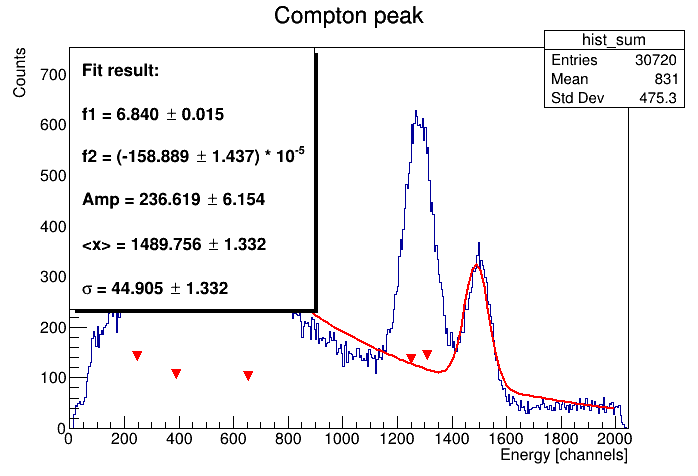 Compton peak
hist_sum
Entries 30720
Mean 831
Std Dev 475.3
Counts
Fit result:
f1 = 6.840 ± 0.015
f2 = (-158.889 ± 1.437) * 10^-5
Amp = 236.619 ± 6.154
<x> = 1489.756 ± 1.332
σ = 44.905 ± 1.332
700
600
500
400
300
200
100
0
0 200 400 600 800 1000 1200 1400 1600 1800 2000
Energy [channels]